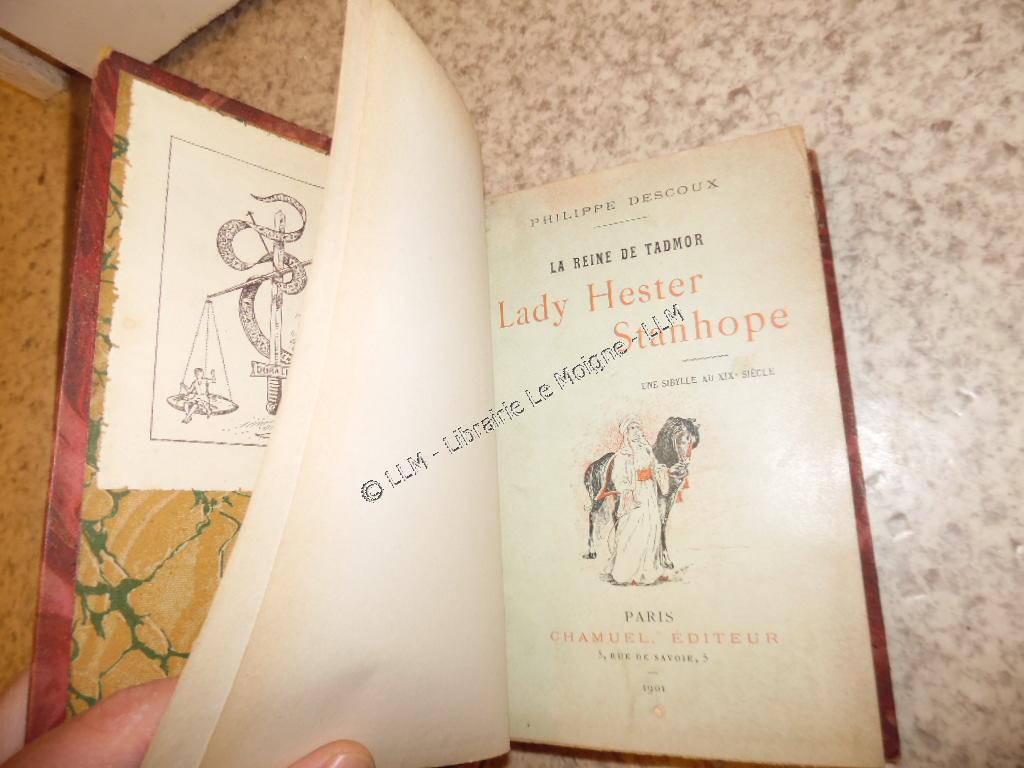 PHILIPPE DESCOUX
LA REINE DE TADMOR
Lady Hester
Stanhope
UNE SIBYLLE AU XIXe SIÈCLE
PARIS
CHAMUEL, ÉDITEUR
5, RUE DE SAVOIE, 5
1901
© LLM - Librairie Le Moigne - LLM